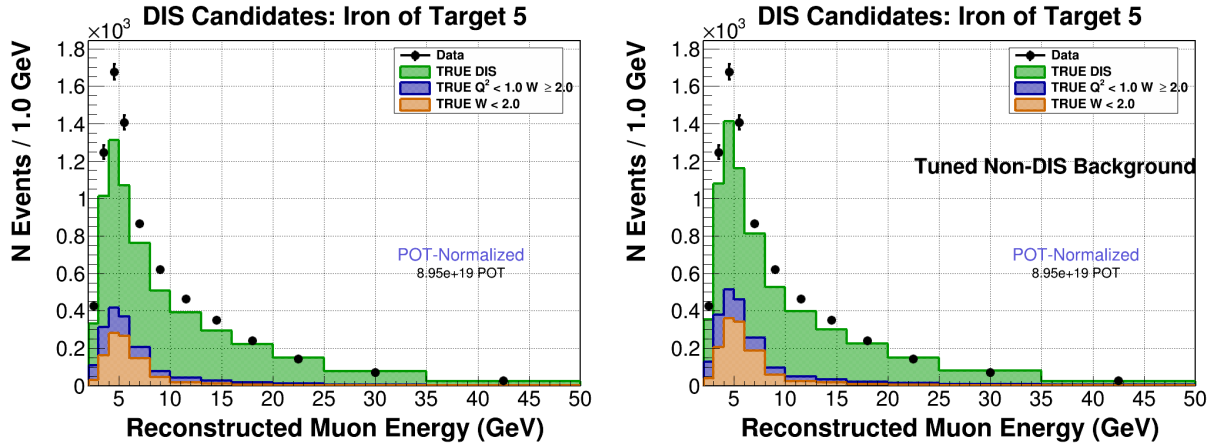 DIS Candidates: Iron of Target 5
×10³
N Events / 1.0 GeV
1.8
1.6
1.4
1.2
1
0.8
0.6
0.4
0.2
0
Data
TRUE DIS
TRUE Q² < 1.0 W ≥ 2.0
TRUE W < 2.0
POT-Normalized
8.95e+19 POT
5 10 15 20 25 30 35 40 45 50
Reconstructed Muon Energy (GeV)
DIS Candidates: Iron of Target 5
×10³
N Events / 1.0 GeV
1.8
1.6
1.4
1.2
1
0.8
0.6
0.4
0.2
0
Data
TRUE DIS
TRUE Q² < 1.0 W ≥ 2.0
TRUE W < 2.0
Tuned Non-DIS Background
POT-Normalized
8.95e+19 POT
5 10 15 20 25 30 35 40 45 50
Reconstructed Muon Energy (GeV)